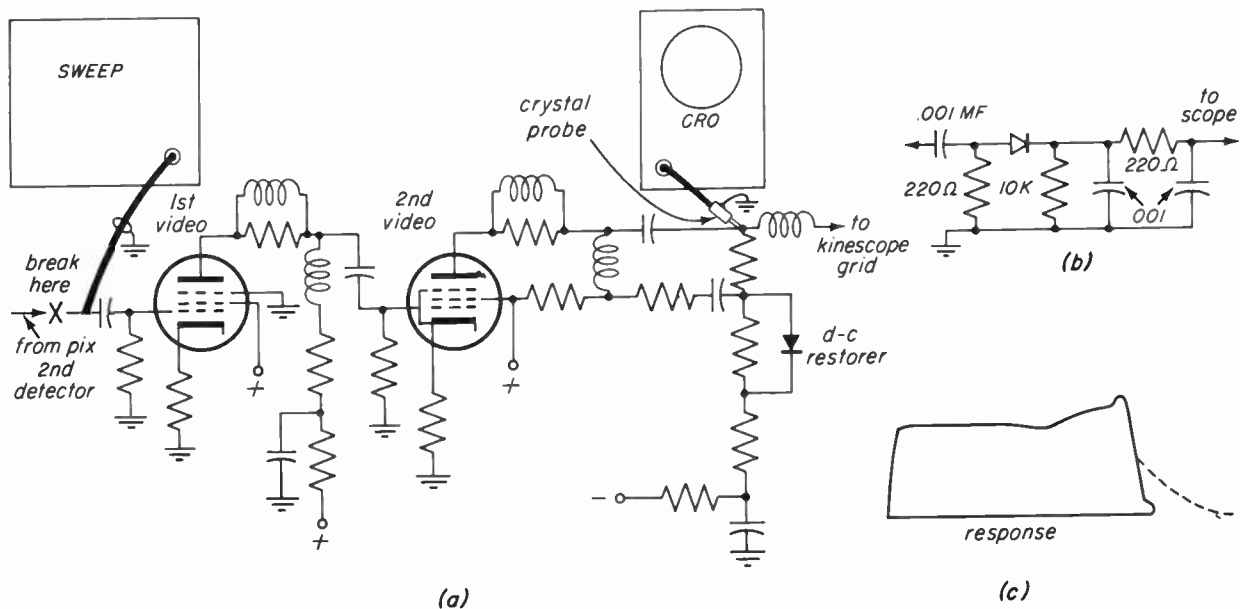 SWEEP
CRO
crystal
probe
1st
video
2nd
video
break
here
X
from pix
2nd
detector
+
+
+
−
to
kinescope
grid
d-c
restorer
(a)
.001 MF
to
scope
220Ω
10K
220Ω
.001
(b)
response
(c)